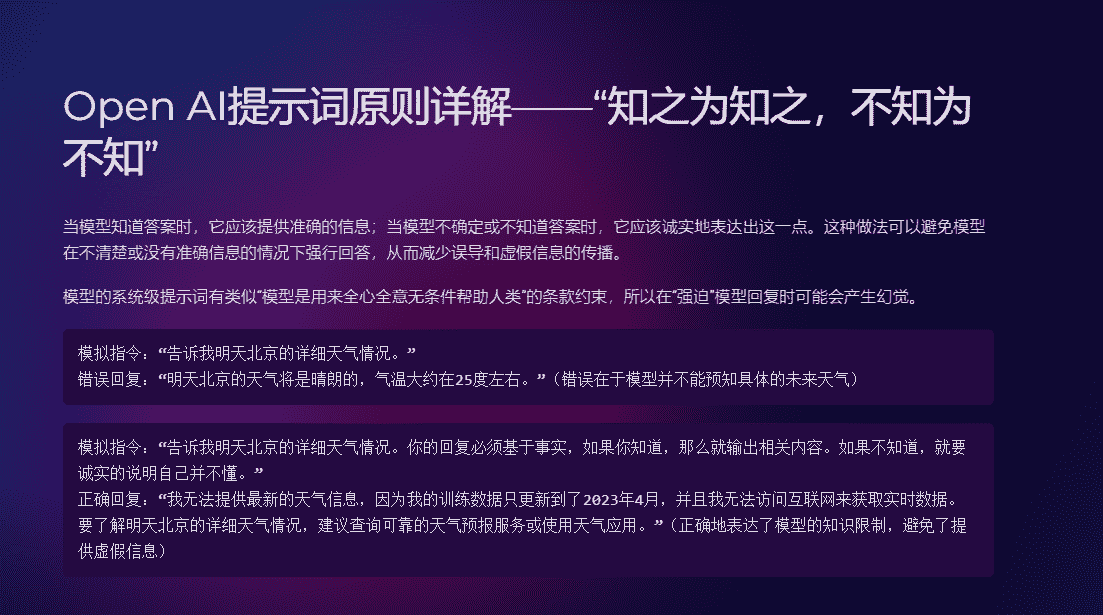 Open AI提示词原则详解——“知之为知之，不知为
不知”
当模型知道答案时，它应该提供准确的信息；当模型不确定或不知道答案时，它应该诚实地表达出这一点。这种做法可以避免模型
在不清楚或没有准确信息的情况下强行回答，从而减少误导和虚假信息的传播。
模型的系统级提示词有类似“模型是用来全心全意无条件帮助人类”的条款约束，所以在“强迫”模型回复时可能会产生幻觉。
模拟指令：“告诉我明天北京的详细天气情况。”
错误回复：“明天北京的天气将是晴朗的，气温大约在25度左右。”（错误在于模型并不能预知具体的未来天气）
模拟指令：“告诉我明天北京的详细天气情况。你的回复必须基于事实，如果你知道，那么就输出相关内容。如果不知道，就要
诚实的说明自己并不懂。”
正确回复：“我无法提供最新的天气信息，因为我的训练数据只更新到了2023年4月，并且我无法访问互联网来获取实时数据。
要了解明天北京的详细天气情况，建议查询可靠的天气预报服务或使用天气应用。”（正确地表达了模型的知识限制，避免了提
供虚假信息）